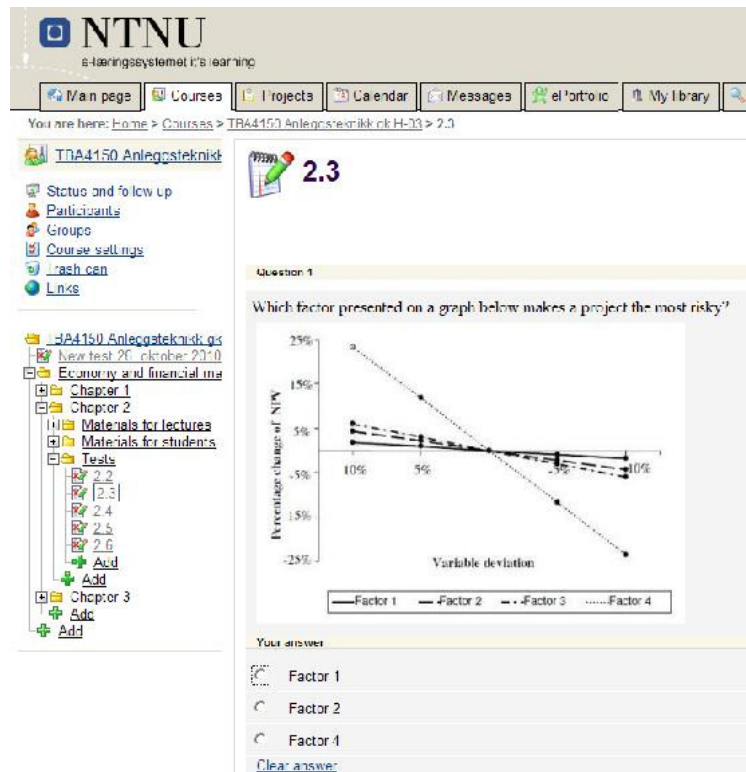 NTNU
e-læringssystemet it's learning
Main page Courses Projects Calendar Messages ePortfolio My library
You are here: Home > Courses > TBA4150 Anleggsteknikk gk H-03 > 2.3
TBA4150 Anleggsteknikk
Status and follow up
Participants
Groups
Course settings
Trash can
Links
TBA4150 Anleggsteknikk gk
New test 26. oktober 2010
Economy and financial ma
Chapter 1
Chapter 2
Materials for lectures
Materials for students
Tests
2.2
2.3
2.4
2.5
2.6
Add
Add
Chapter 3
Add
Add
2.3
Question 1
Which factor presented on a graph below makes a project the most risky?
Percentage change of NPV
25%
15%
5%
-5%
15%
-25%
10% 5% -5% -10%
Variable deviation
Factor 1 Factor 2 Factor 3 Factor 4
Your answer
Factor 1
Factor 2
Factor 4
Clear answer